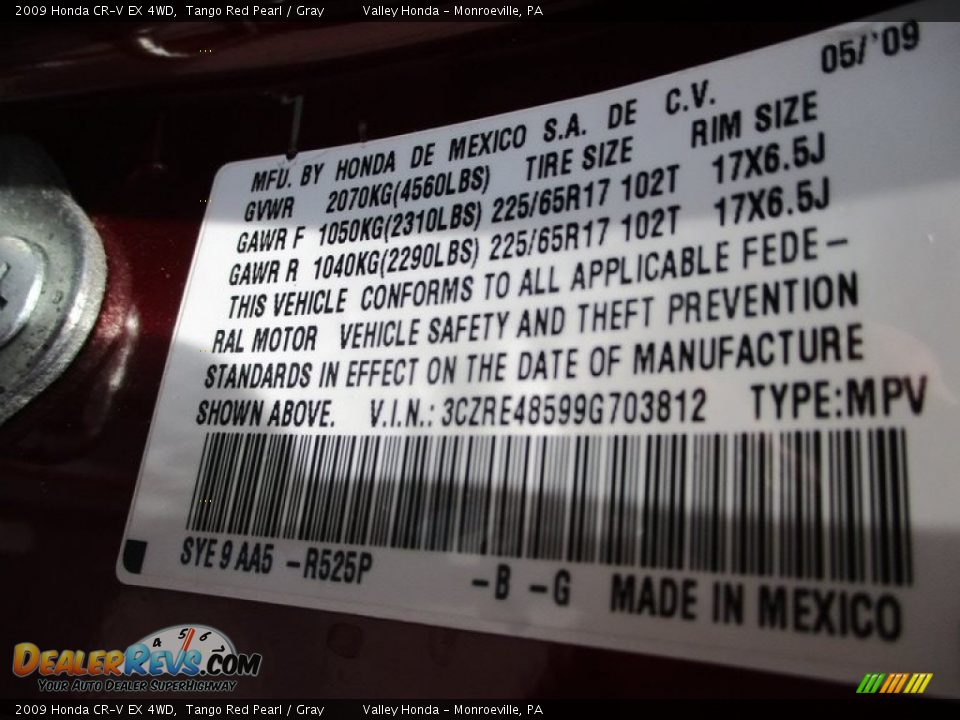 2009 Honda CR-V EX 4WD, Tango Red Pearl / Gray Valley Honda - Monroeville, PA
05/'09
MFD. BY HONDA DE MEXICO S.A. DE C.V.
GVWR 2070KG(4560LBS) TIRE SIZE RIM SIZE
GAWR F 1050KG(2310LBS) 225/65R17 102T 17X6.5J
GAWR R 1040KG(2290LBS) 225/65R17 102T 17X6.5J
THIS VEHICLE CONFORMS TO ALL APPLICABLE FEDE-
RAL MOTOR VEHICLE SAFETY AND THEFT PREVENTION
STANDARDS IN EFFECT ON THE DATE OF MANUFACTURE
SHOWN ABOVE. V.I.N.: 3CZRE48599G703812 TYPE:MPV
SYE9AA5 -R525P -B -G MADE IN MEXICO
4 5 6
DEALERREVS.COM
YOUR AUTO DEALER SUPERHIGHWAY
2009 Honda CR-V EX 4WD, Tango Red Pearl / Gray Valley Honda - Monroeville, PA